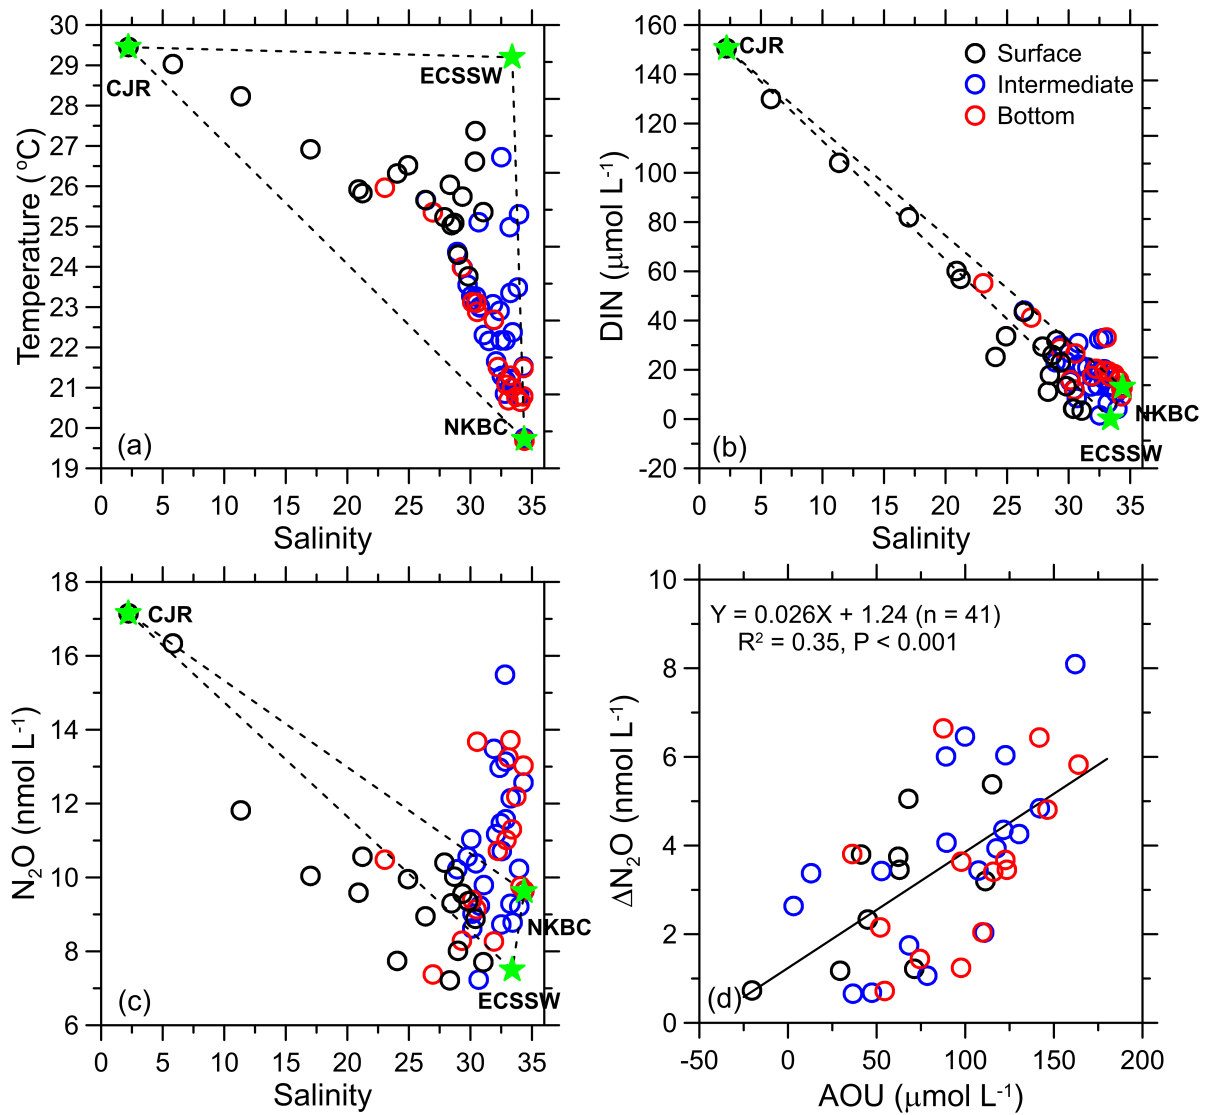 30
29
28
27
26
25
24
23
22
21
20
19
Temperature (°C)
CJR
ECSSW
NKBC
(a)
0 5 10 15 20 25 30 35
Salinity
160
140
120
100
80
60
40
20
0
-20
DIN (μmol L⁻¹)
CJR
Surface
Intermediate
Bottom
NKBC
ECSSW
(b)
0 5 10 15 20 25 30 35
Salinity
18
16
14
12
10
8
6
N₂O (nmol L⁻¹)
CJR
NKBC
ECSSW
(c)
0 5 10 15 20 25 30 35
Salinity
10
8
6
4
2
0
ΔN₂O (nmol L⁻¹)
Y = 0.026X + 1.24 (n = 41)
R² = 0.35, P < 0.001
(d)
-50 0 50 100 150 200
AOU (μmol L⁻¹)